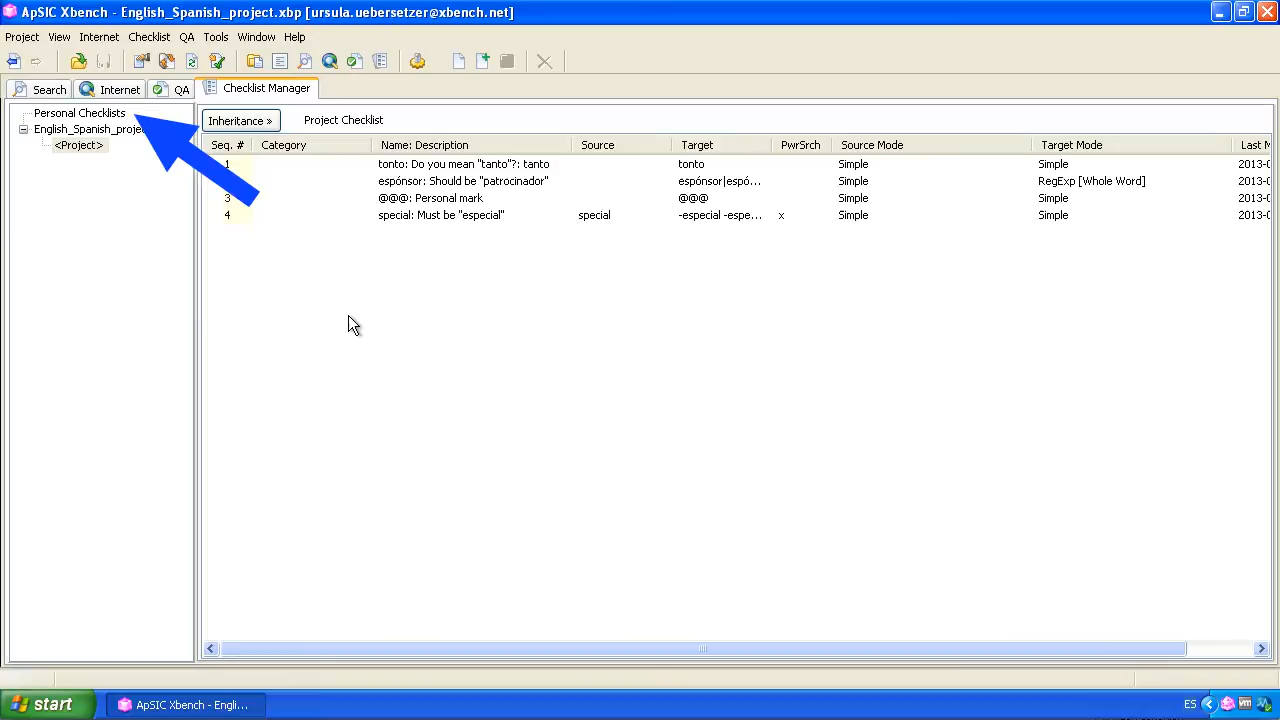 ApSIC Xbench - English_Spanish_project.xbp [ursula.uebersetzer@xbench.net]
Project View Internet Checklist QA Tools Window Help
Search Internet QA Checklist Manager
Personal Checklists
English_Spanish_proje
<Project>
Inheritance » Project Checklist
Seq. # Category Name: Description Source Target PwrSrch Source Mode Target Mode Last M
1 tonto: Do you mean "tanto"?: tanto tonto Simple Simple 2013-0
espónsor: Should be "patrocinador" espónsor|espó... Simple RegExp [Whole Word] 2013-0
3 @@@: Personal mark @@@ Simple Simple 2013-0
4 special: Must be "especial" special -especial -espe... x Simple Simple 2013-0
start ApSIC Xbench - Engli... ES